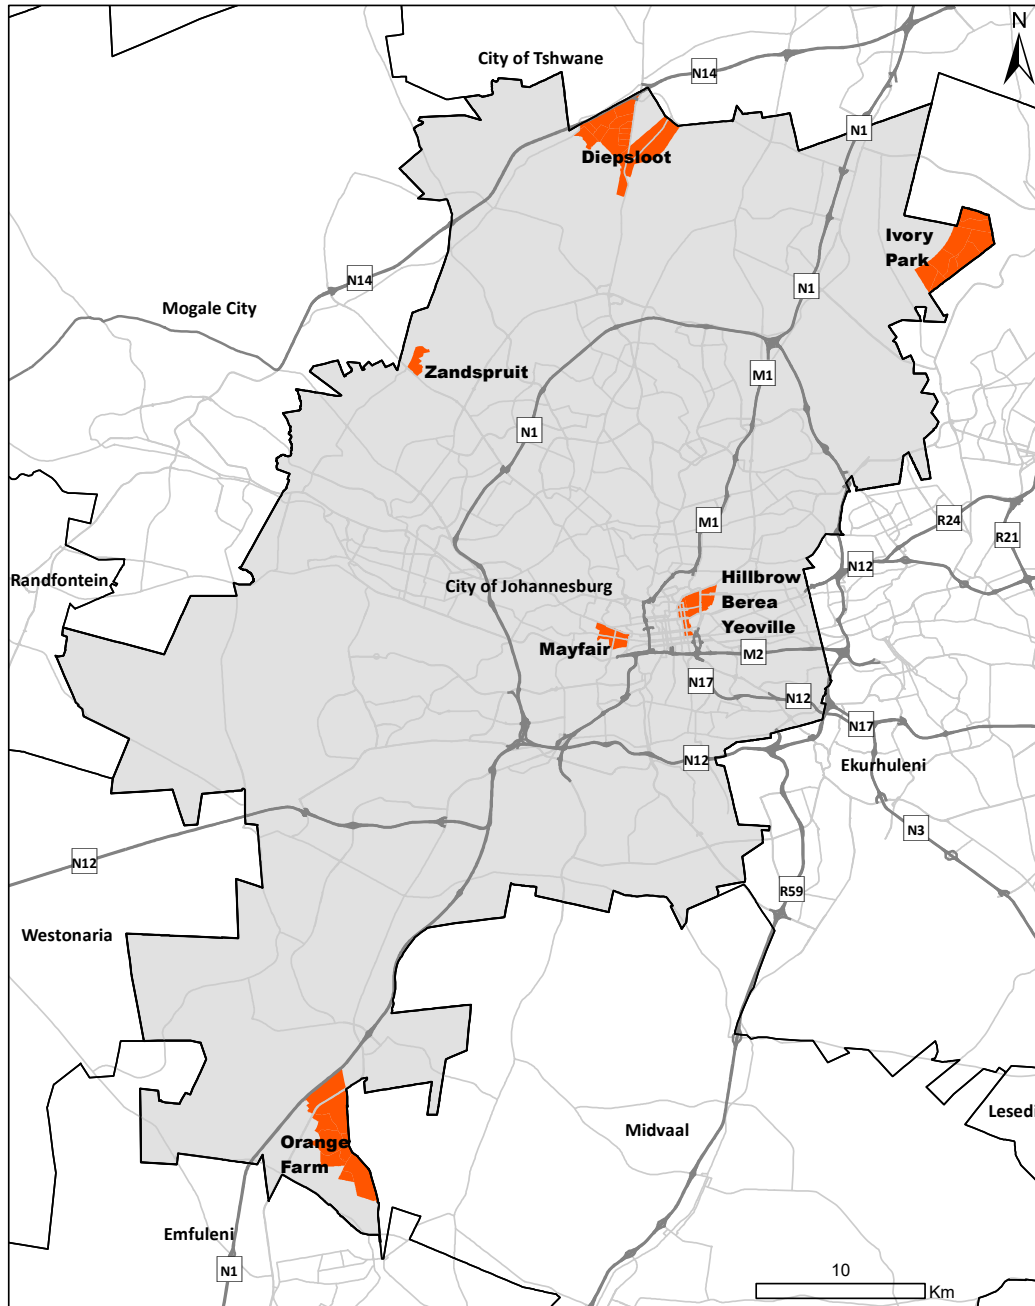 N
City of Tshwane
N14
N1
Diepsloot
Ivory
Park
N14
N1
Mogale City
Zandspruit
M1
N1
M1
R24
R21
N12
Randfontein
City of Johannesburg
Hillbrow
Berea
Yeoville
Mayfair
M2
N17
N12
N17
N12
Ekurhuleni
N3
N12
R59
Westonaria
Lesedi
Midvaal
Orange
Farm
Emfuleni
N1
10
Km